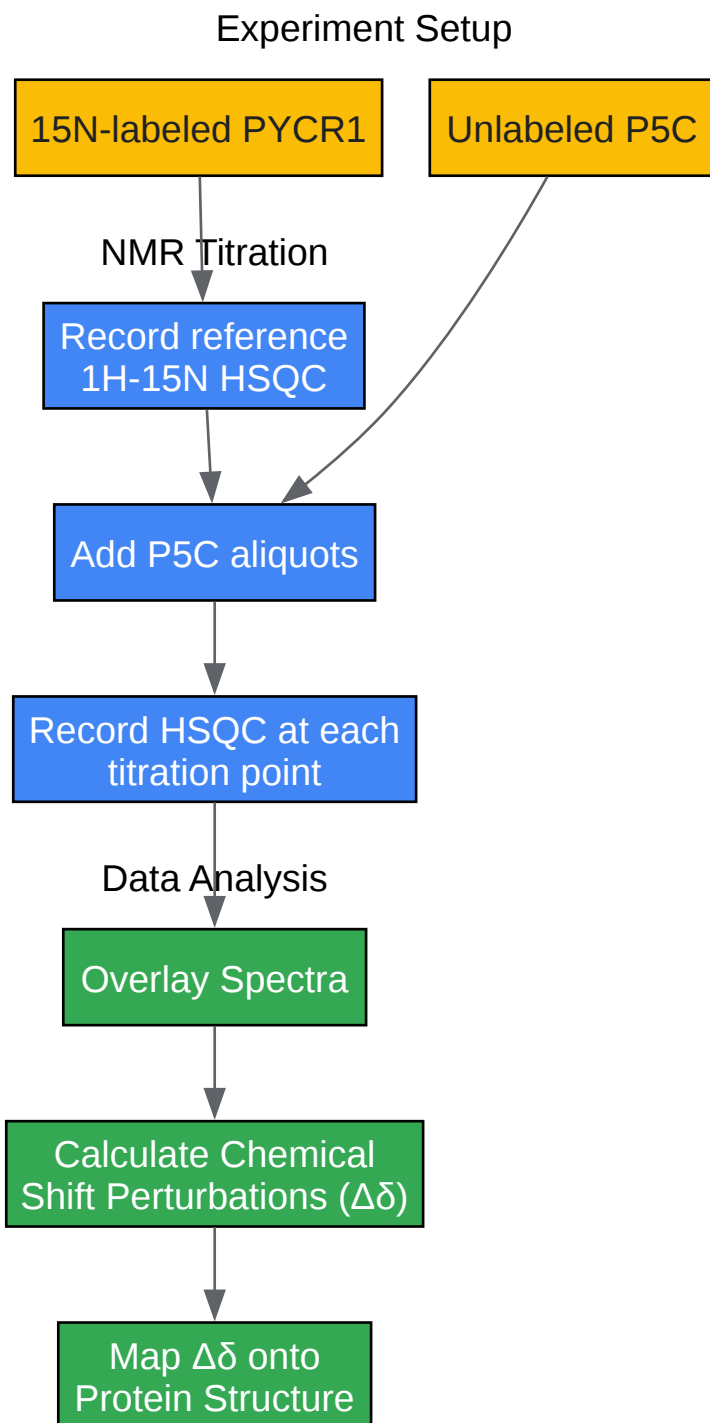 Experiment Setup
15N-labeled PYCR1
Unlabeled P5C
NMR Titration
Record reference
1H-15N HSQC
Add P5C aliquots
Record HSQC at each
titration point
Data Analysis
Overlay Spectra
Calculate Chemical
Shift Perturbations (Δδ)
Map Δδ onto
Protein Structure